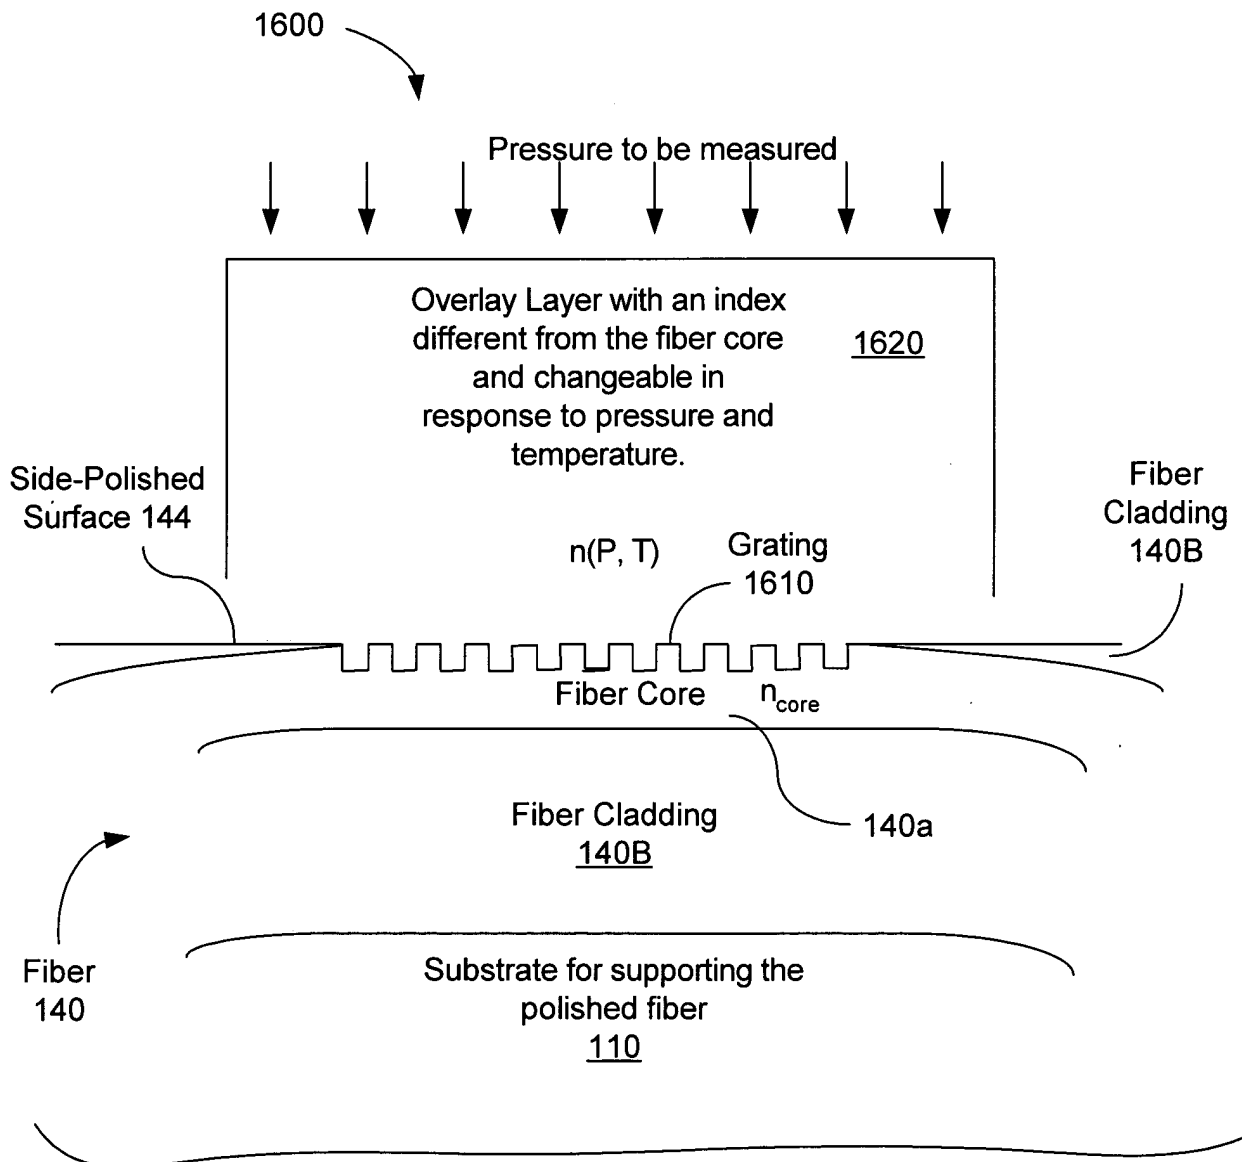 1600
Pressure to be measured
Overlay Layer with an index
different from the fiber core
and changeable in
response to pressure and
temperature.
1620
Side-Polished
Surface 144
Fiber
Cladding
140B
n(P, T)
Grating
1610
Fiber Core
n_core
140a
Fiber Cladding
140B
Fiber
140
Substrate for supporting the
polished fiber
110